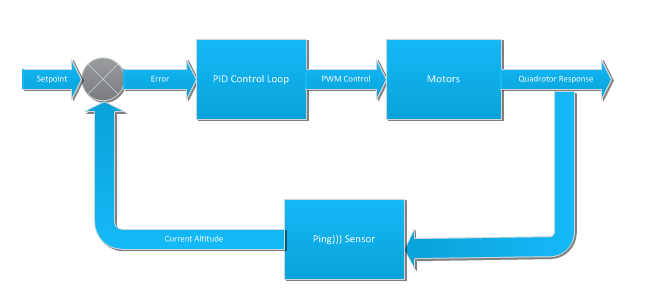 Setpoint
Error
PID Control Loop
PWM Control
Motors
Quadrotor Response
Current Altitude
Ping))) Sensor